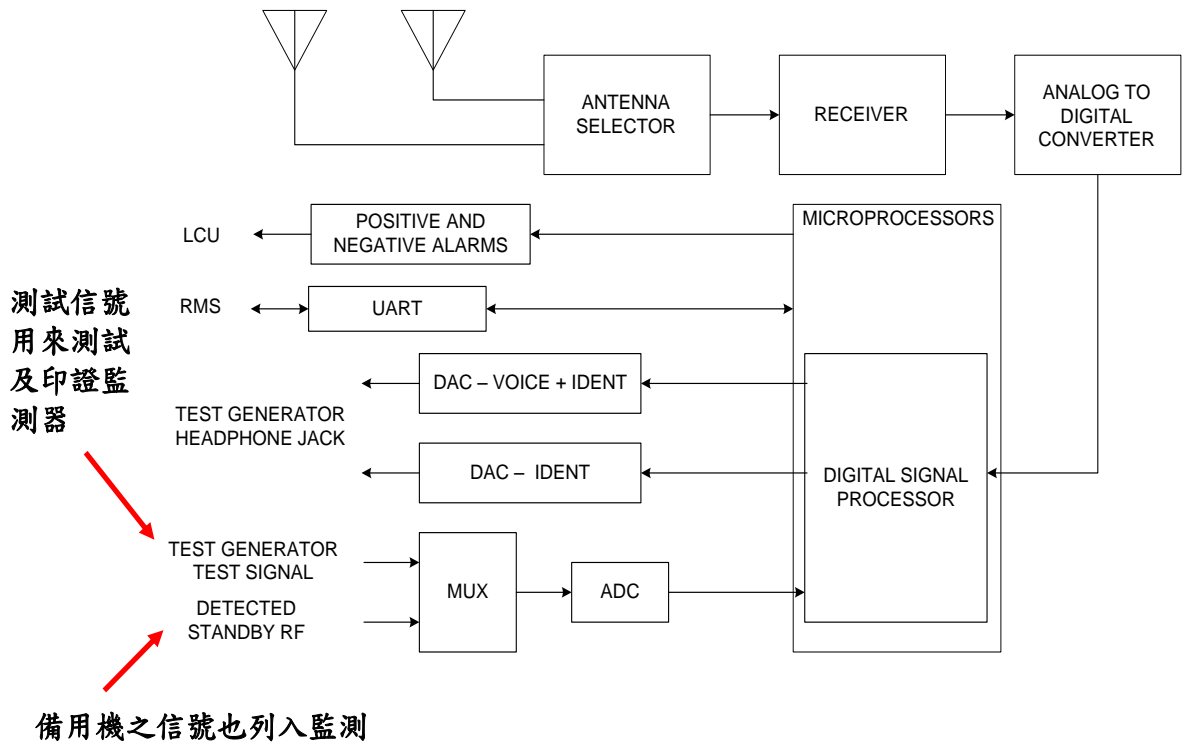 ANTENNA
SELECTOR
RECEIVER
ANALOG TO
DIGITAL
CONVERTER
LCU
POSITIVE AND
NEGATIVE ALARMS
MICROPROCESSORS
RMS
UART
測試信號
用來測試
及印證監
測器
DAC – VOICE + IDENT
TEST GENERATOR
HEADPHONE JACK
DAC – IDENT
DIGITAL SIGNAL
PROCESSOR
TEST GENERATOR
TEST SIGNAL
DETECTED
STANDBY RF
MUX
ADC
備用機之信號也列入監測